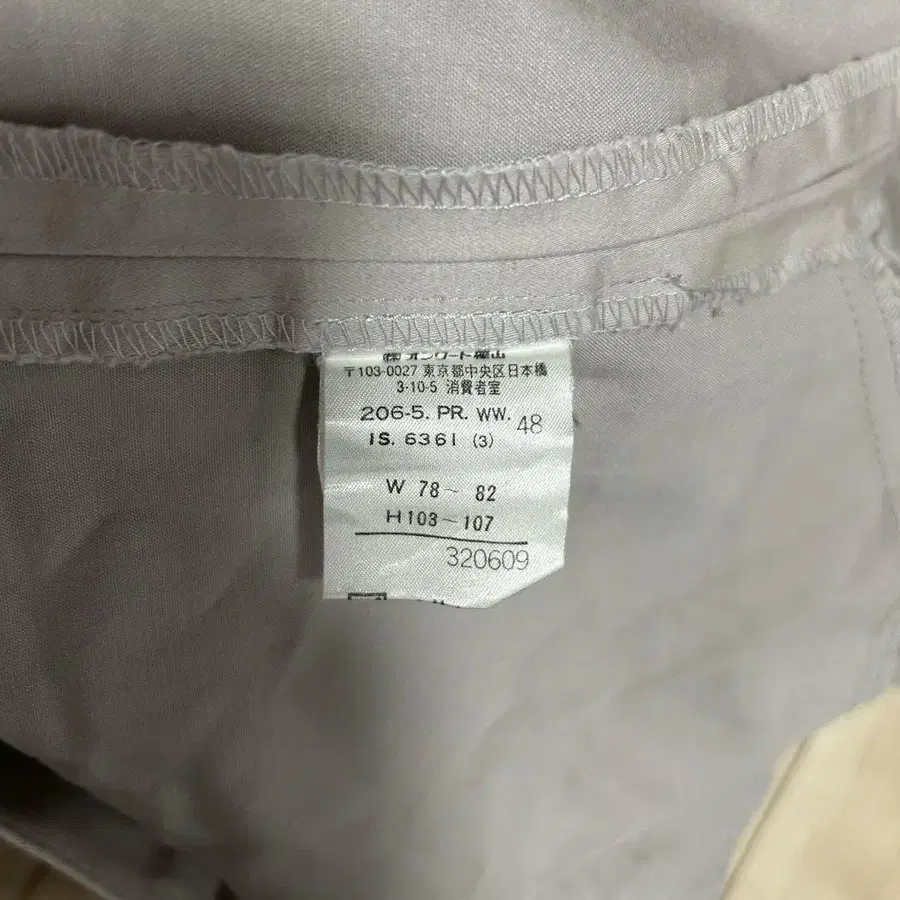 ㈱オンワード樫山
〒103-0027 東京都中央区日本橋
3-10-5 消費者室
206-5. PR. WW. 48
IS. 6361 (3)
W 78~ 82
H103~107
320609